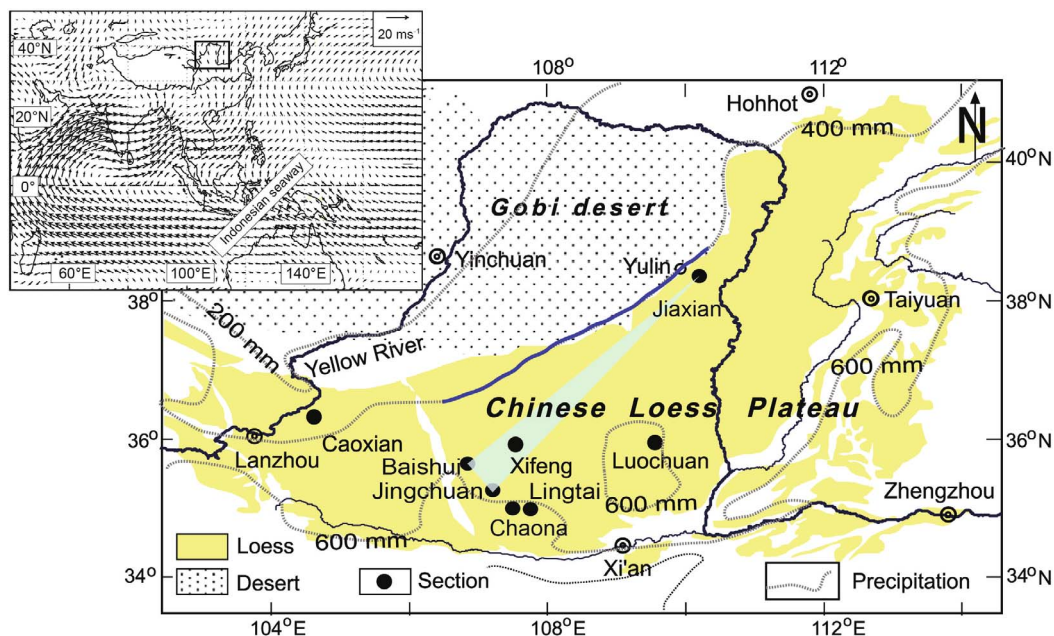 20 ms-1
40°N
20°N
0°
Indonesian seaway
60°E
100°E
140°E
108°
112°
Hohhot
N
400 mm
40°N
Gobi desert
Yinchuan
Yulin
Jiaxian
38°
Taiyuan
38°N
200 mm
Yellow River
600 mm
Chinese Loess Plateau
36°
Caoxian
Lanzhou
Baishui
Xifeng
Luochuan
36°N
Jingchuan
Lingtai
600 mm
Zhengzhou
Chaona
600 mm
Xi'an
Loess
Desert
Section
Precipitation
34°
34°N
104°E
108°E
112°E